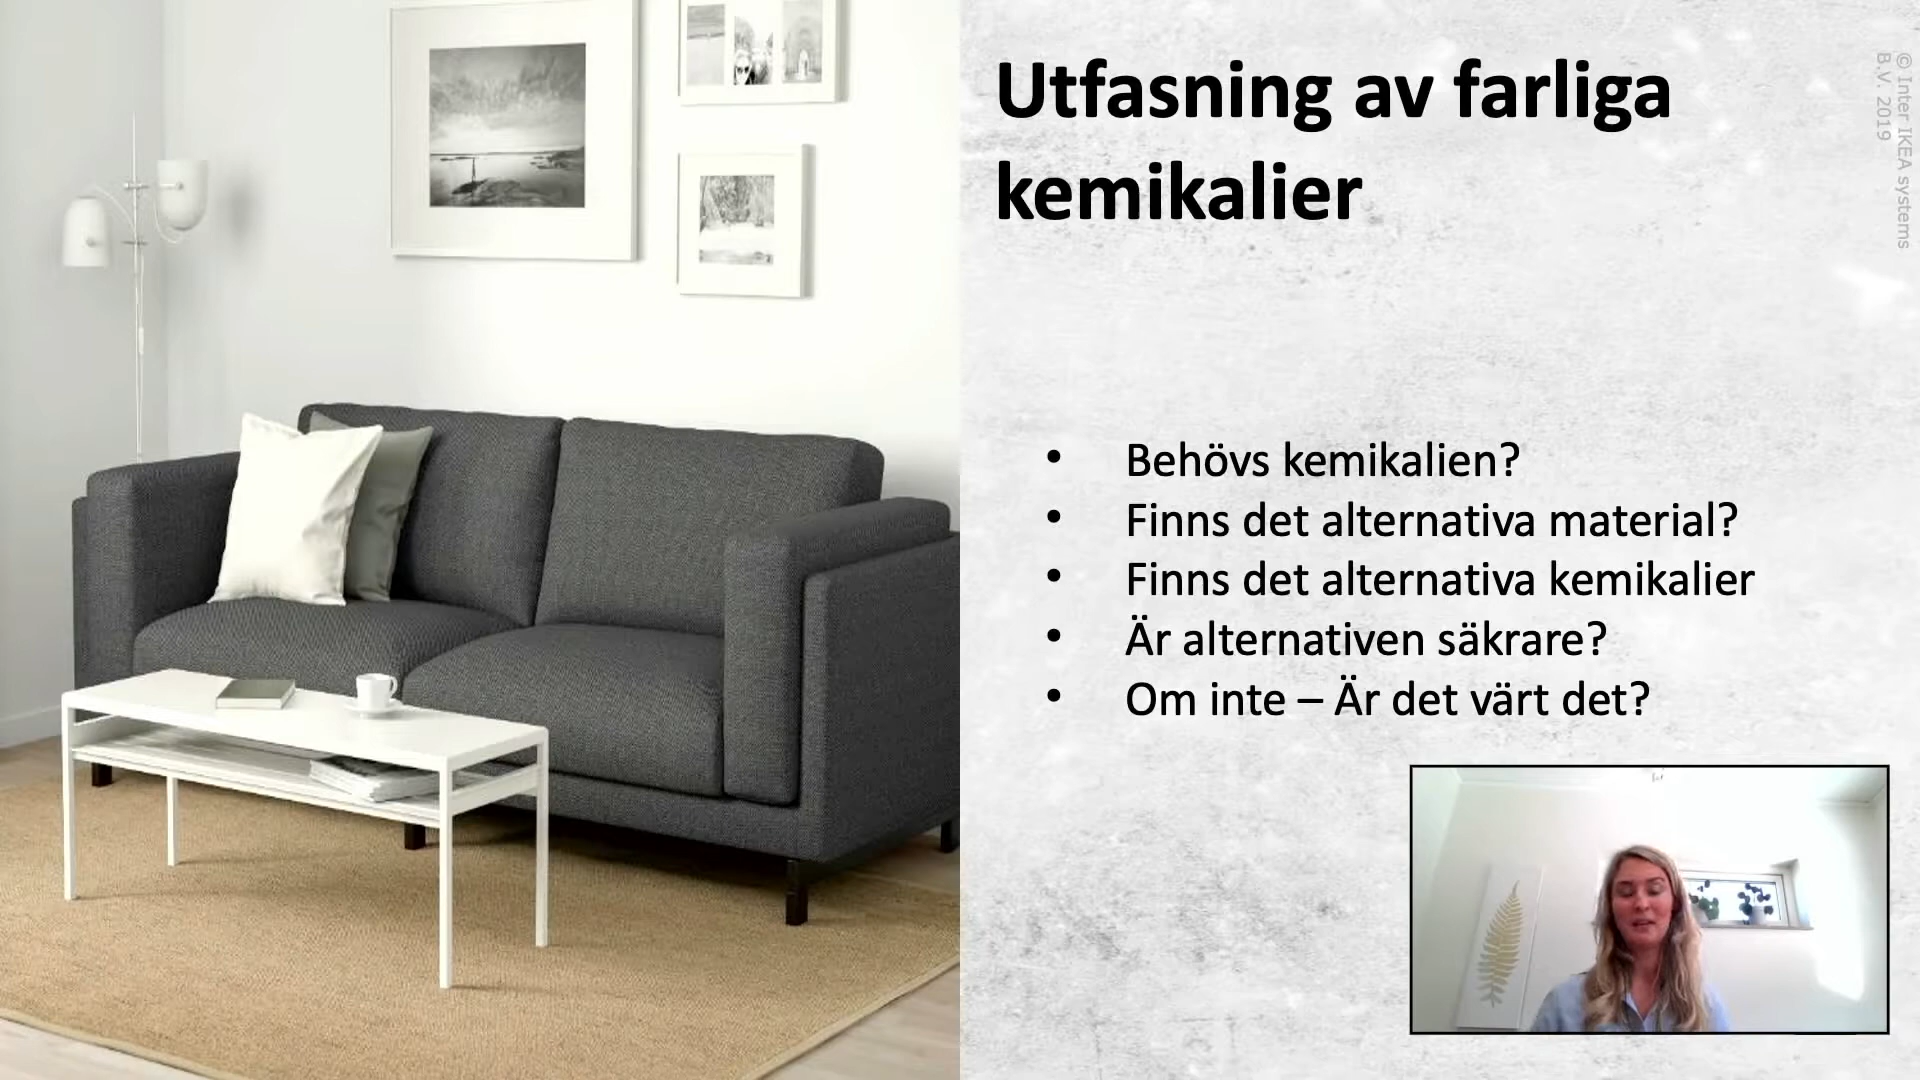 Utfasning av farliga
kemikalier
© Inter IKEA systems
B.V. 2019
• Behövs kemikalien?
• Finns det alternativa material?
• Finns det alternativa kemikalier
• Är alternativen säkrare?
• Om inte – Är det värt det?